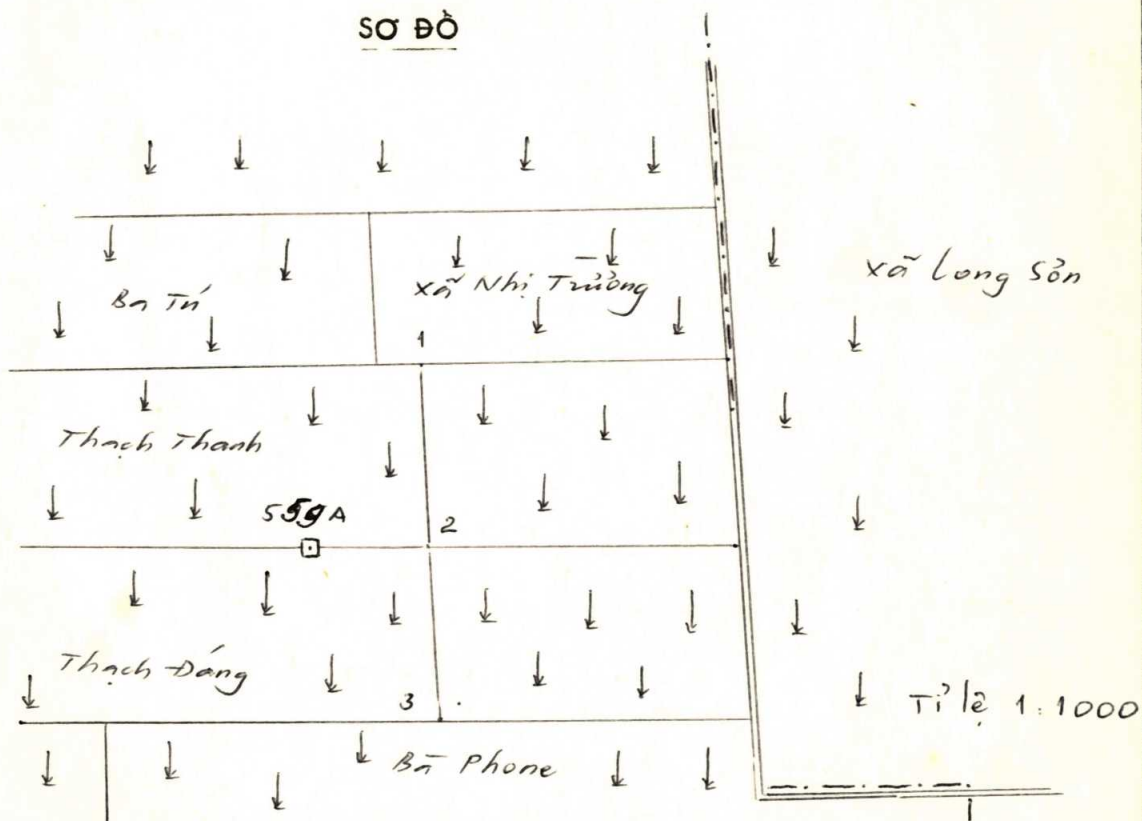 SƠ ĐỒ
xã Long Sơn
Ba Tú
xã Nhị Trường
1
Thạch Thanh
559A
2
Thạch Đáng
3
Tỉ lệ 1:1000
Bà Phone